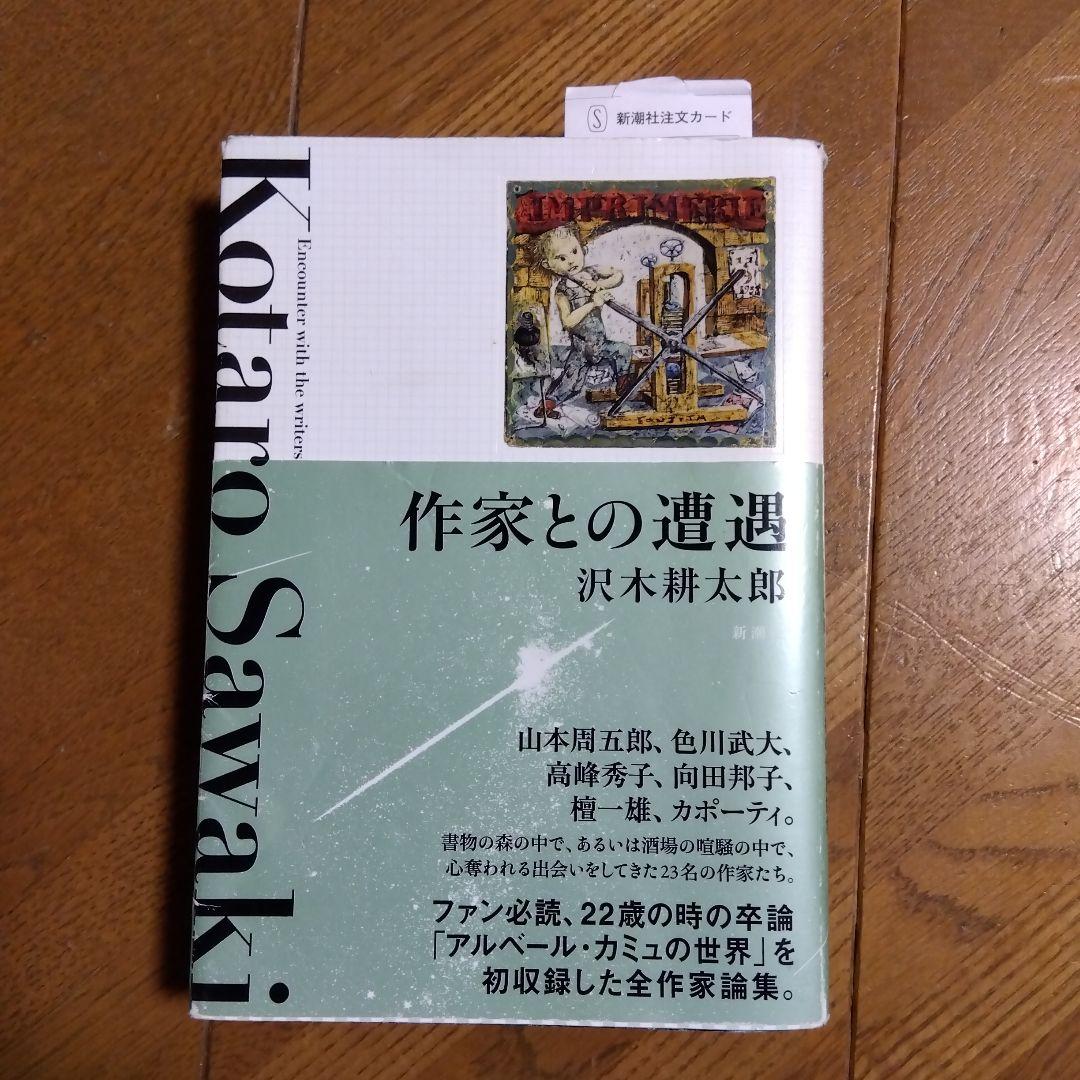 S 新潮社注文カード
Kotaro Sawaki
Encounter with the writers
IMPRIMERIE
FOUJITA
作家との遭遇
沢木耕太郎
新潮
山本周五郎、色川武大、
高峰秀子、向田邦子、
檀一雄、カポーティ。
書物の森の中で、あるいは酒場の喧騒の中で、
心奪われる出会いをしてきた23名の作家たち。
ファン必読、22歳の時の卒論
「アルベール・カミュの世界」を
初収録した全作家論集。